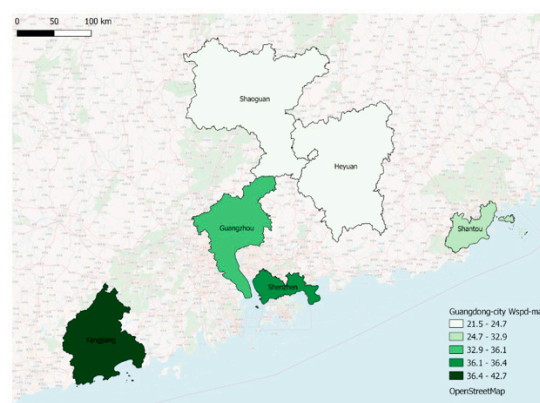 0 50 100 km
Shaoguan
Heyuan
Guangzhou
Shantou
Shenzhen
Yangjiang
Guangdong-city Wspd-ma
21.5 - 24.7
24.7 - 32.9
32.9 - 36.1
36.1 - 36.4
36.4 - 42.7
OpenStreetMap